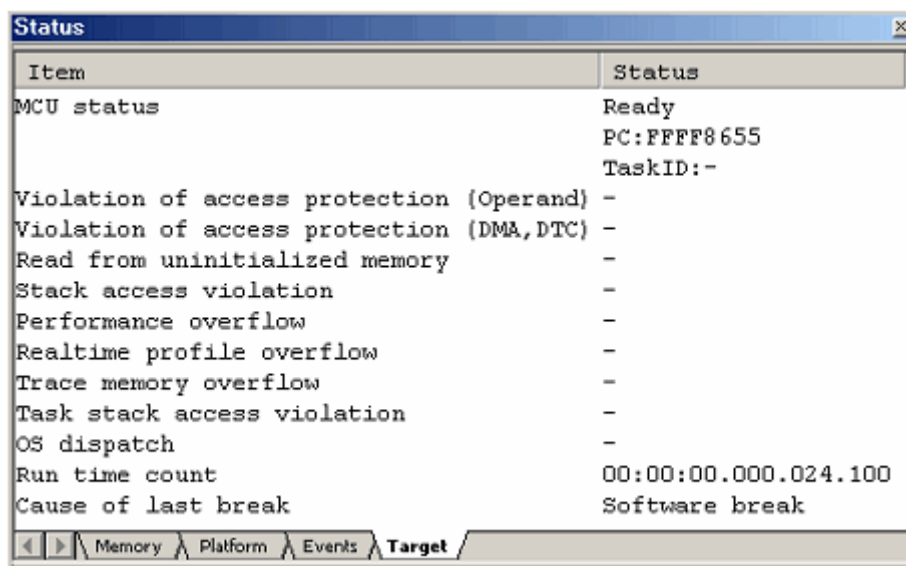 Status
Item Status
MCU status Ready
PC:FFFF8655
TaskID:-
Violation of access protection (Operand) -
Violation of access protection (DMA,DTC) -
Read from uninitialized memory -
Stack access violation -
Performance overflow -
Realtime profile overflow -
Trace memory overflow -
Task stack access violation -
OS dispatch -
Run time count 00:00:00.000.024.100
Cause of last break Software break
Memory Platform Events Target